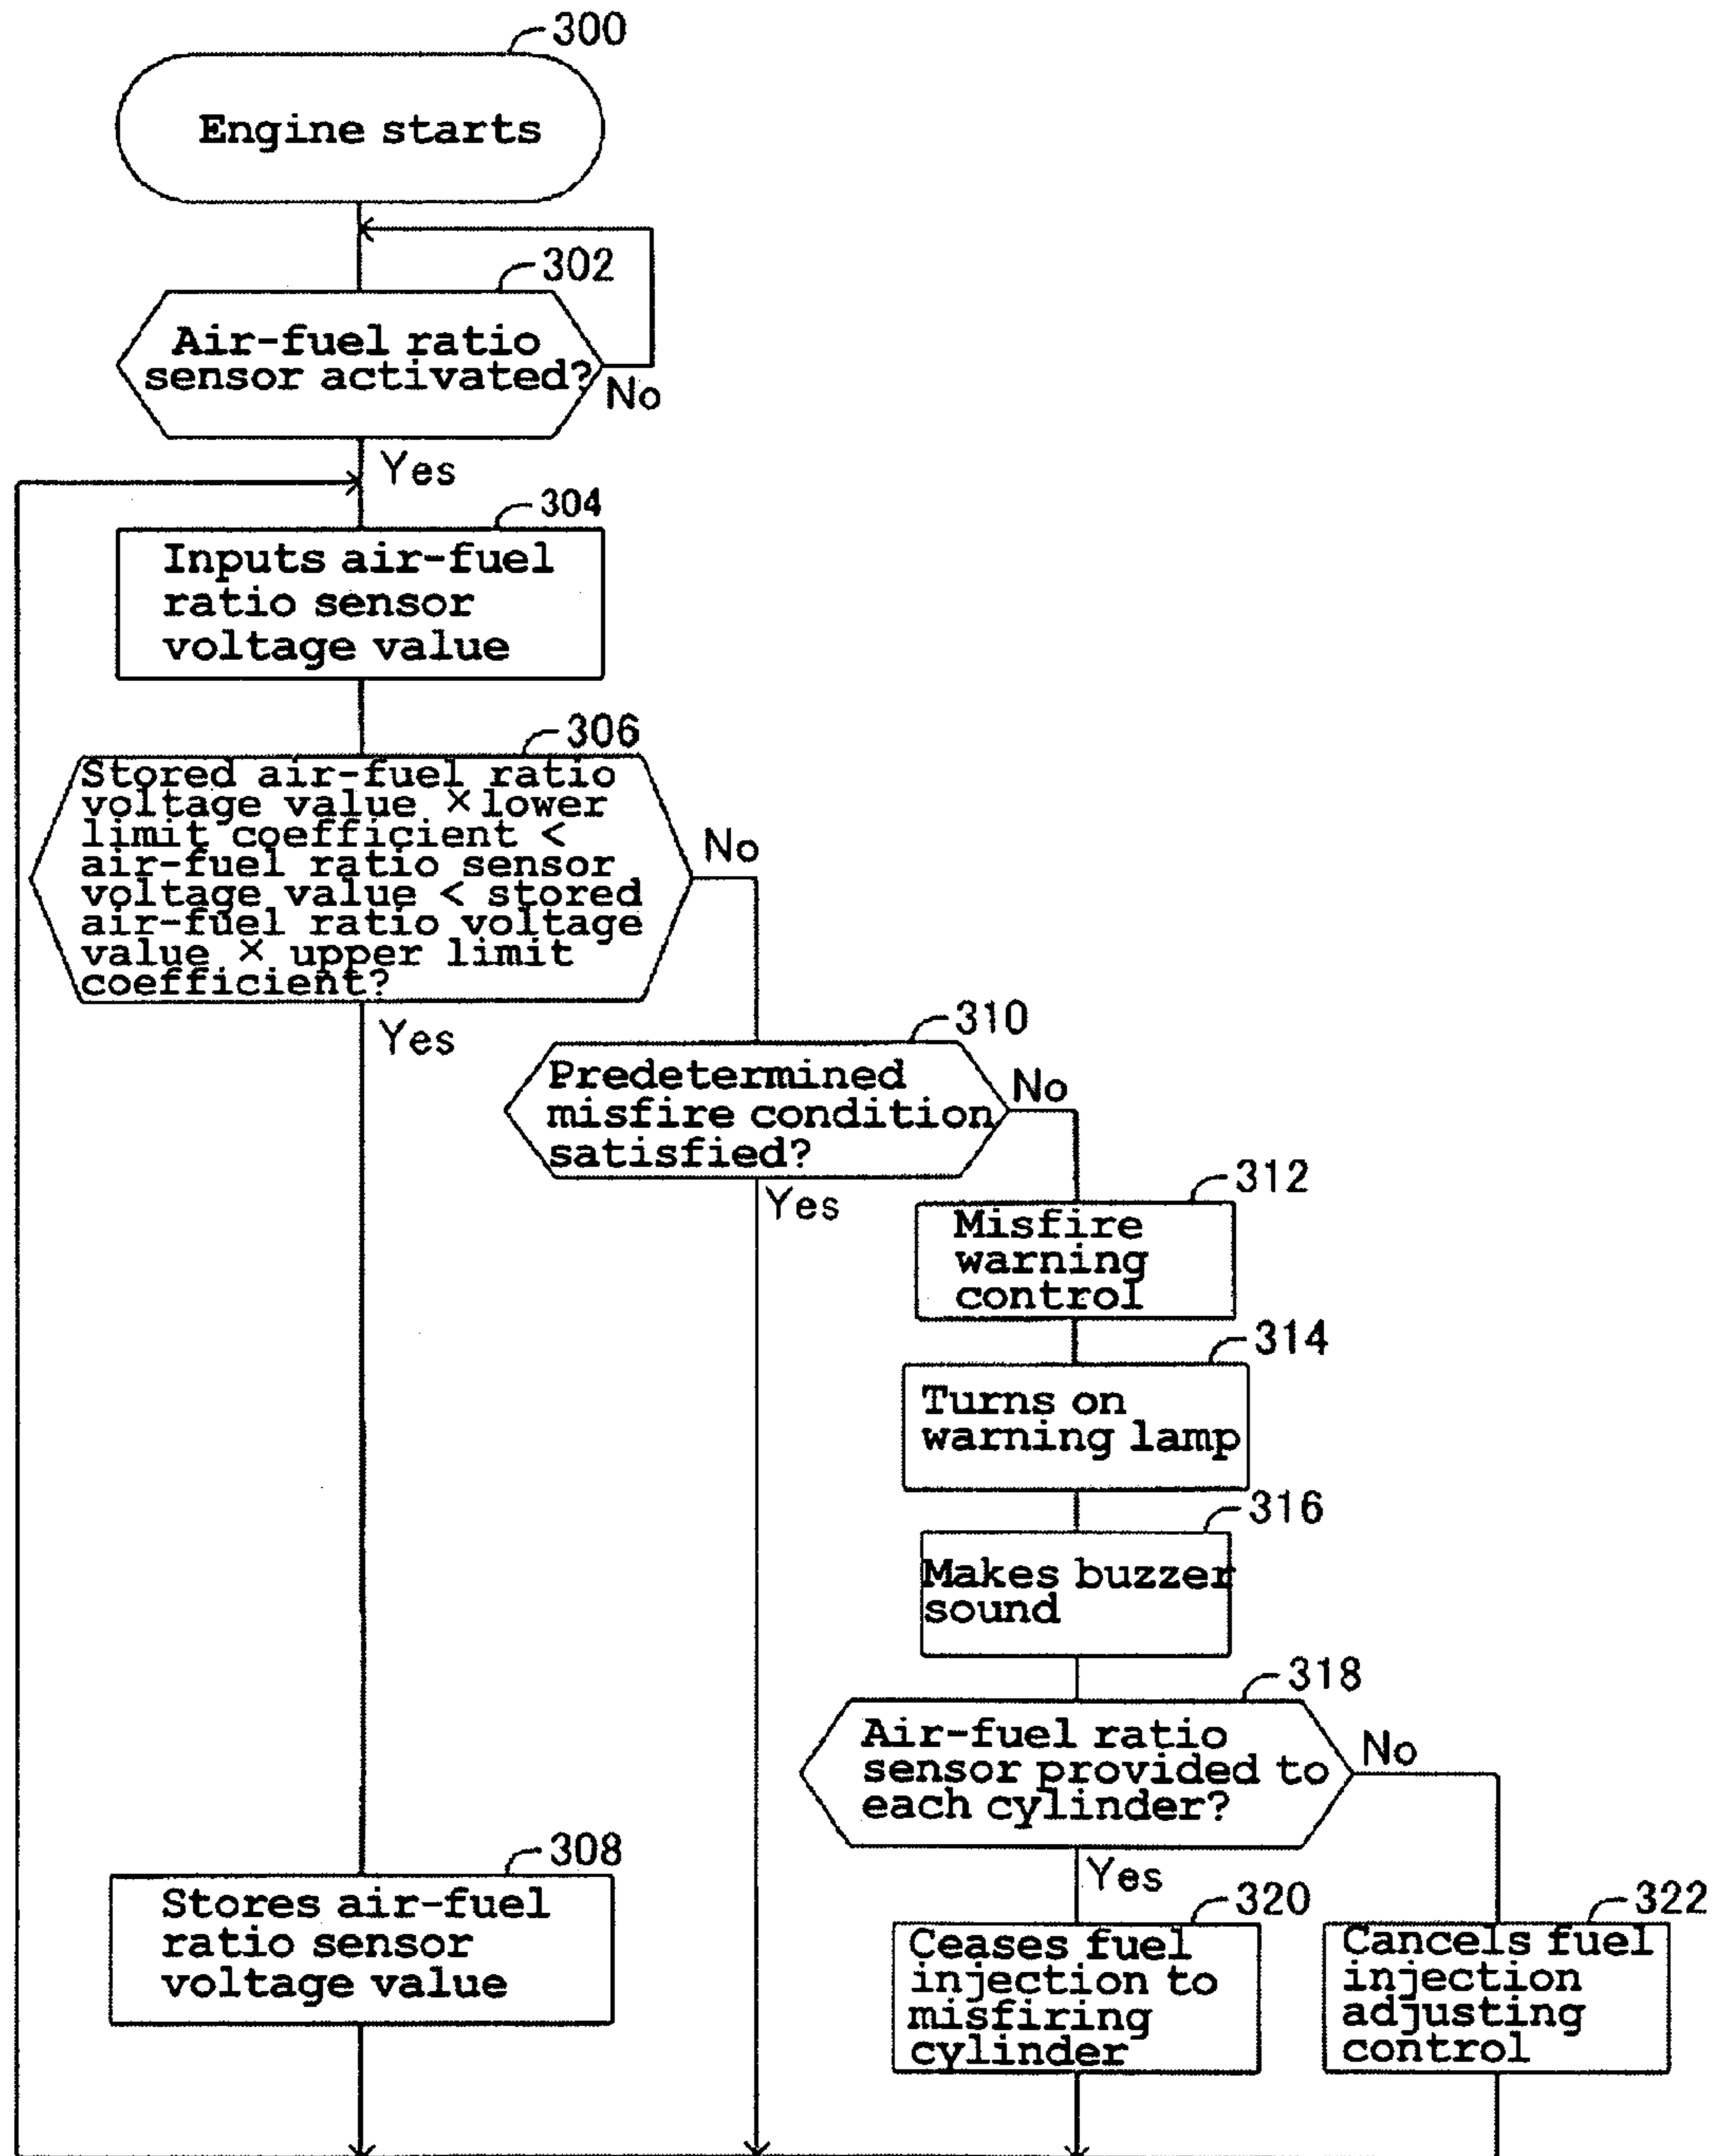 300
Engine starts
302
Air-fuel ratio
sensor activated?
No
Yes
304
Inputs air-fuel
ratio sensor
voltage value
306
Stored air-fuel ratio
voltage value × lower
limit coefficient <
air-fuel ratio sensor
voltage value < stored
air-fuel ratio voltage
value × upper limit
coefficient?
No
Yes
310
Predetermined
misfire condition
satisfied?
No
Yes
312
Misfire
warning
control
314
Turns on
warning lamp
316
Makes buzzer
sound
318
Air-fuel ratio
sensor provided to
each cylinder?
No
Yes
308
Stores air-fuel
ratio sensor
voltage value
320
Ceases fuel
injection to
misfiring
cylinder
322
Cancels fuel
injection
adjusting
control